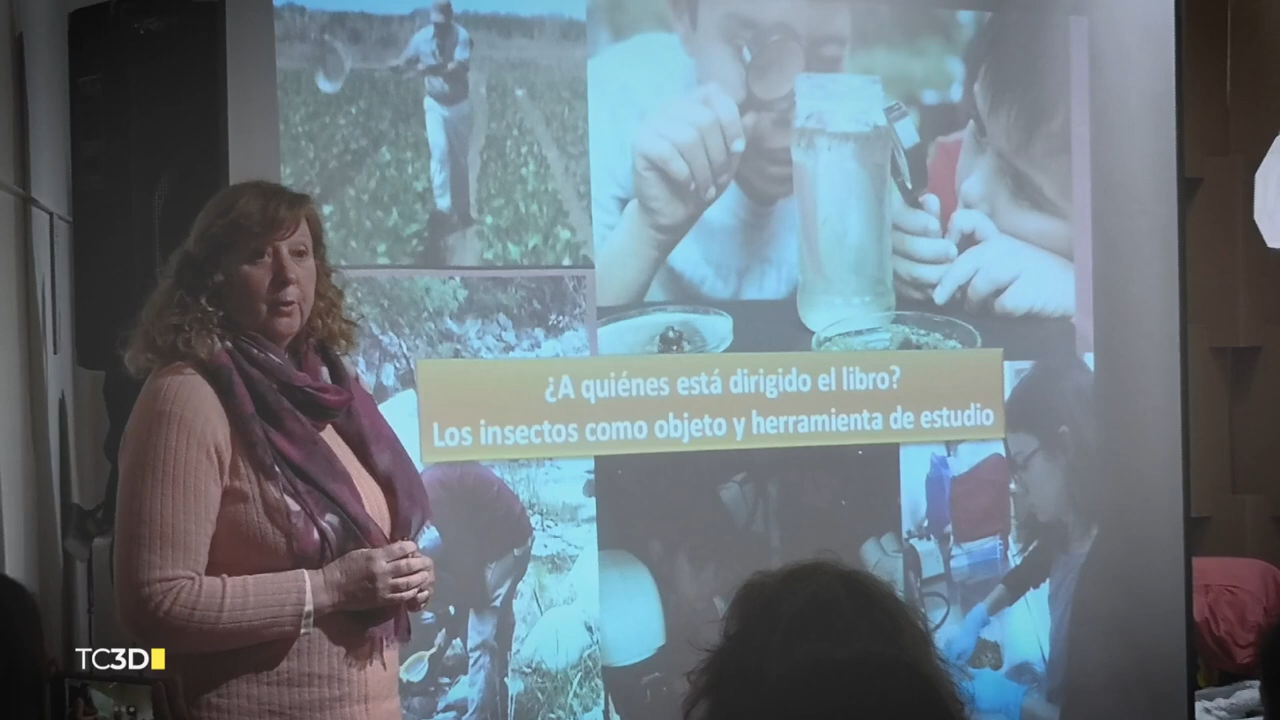 ¿A quiénes está dirigido el libro?
Los insectos como objeto y herramienta de estudio
TC3D